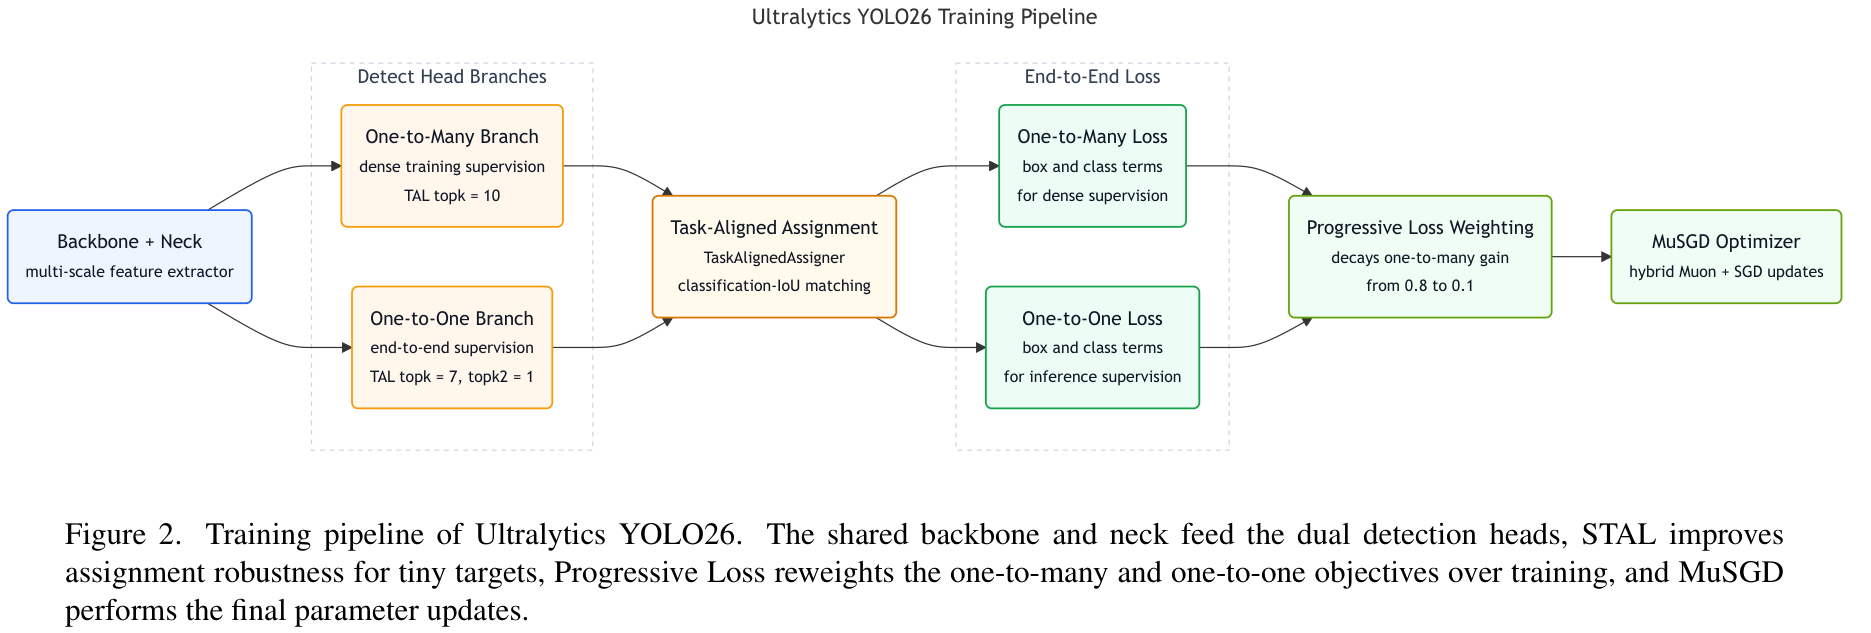 Ultralytics YOLO26 Training Pipeline
Detect Head Branches
One-to-Many Branch
dense training supervision
TAL topk = 10
One-to-One Branch
end-to-end supervision
TAL topk = 7, topk2 = 1
Backbone + Neck
multi-scale feature extractor
Task-Aligned Assignment
TaskAlignedAssigner
classification-IoU matching
End-to-End Loss
One-to-Many Loss
box and class terms
for dense supervision
One-to-One Loss
box and class terms
for inference supervision
Progressive Loss Weighting
decays one-to-many gain
from 0.8 to 0.1
MuSGD Optimizer
hybrid Muon + SGD updates
Figure 2. Training pipeline of Ultralytics YOLO26. The shared backbone and neck feed the dual detection heads, STAL improves
assignment robustness for tiny targets, Progressive Loss reweights the one-to-many and one-to-one objectives over training, and MuSGD
performs the final parameter updates.